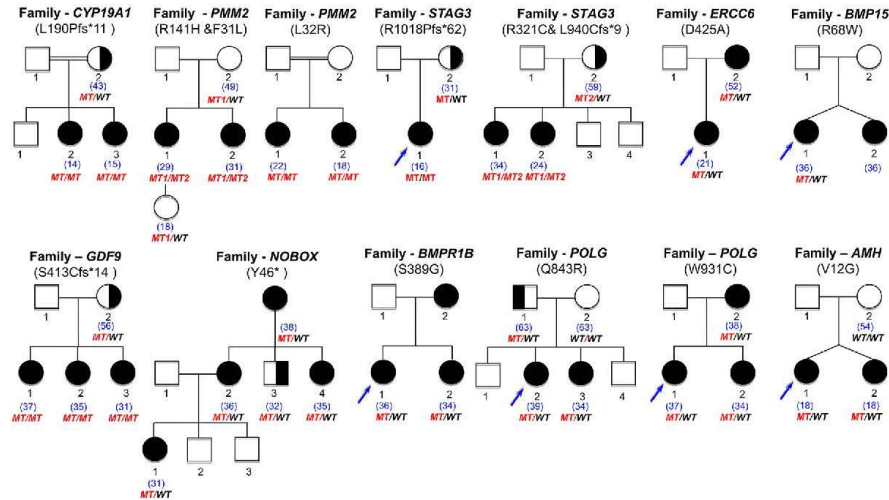 Family - CYP19A1
(L190Pfs*11 )
1
2
(43)
MT/WT
1
2
3
(14)
(15)
MT/MT
MT/MT
Family - PMM2
(R141H &F31L)
1
2
(49)
MT1/WT
1
2
(29)
(31)
MT1/MT2
MT1/MT2
(18)
MT1/WT
Family - PMM2
(L32R)
1
2
1
2
(22)
(18)
MT/MT
MT/MT
Family - STAG3
(R1018Pfs*62)
1
2
(31)
MT/WT
1
(16)
MT/MT
Family - STAG3
(R321C& L940Cfs*9 )
1
2
(59)
MT2/WT
1
2
3
4
(34)
(24)
MT1/MT2
MT1/MT2
Family - ERCC6
(D425A)
1
2
(52)
MT/WT
1
(21)
MT/WT
Family - BMP15
(R68W)
1
2
1
2
(36)
(36)
MT/WT
Family – GDF9
(S413Cfs*14 )
1
2
(56)
MT/WT
1
2
3
(37)
(35)
(31)
MT/MT
MT/MT
MT/MT
Family - NOBOX
(Y46* )
(38)
MT/WT
1
2
3
4
(36)
(32)
(35)
MT/WT
MT/WT
MT/WT
1
2
3
(31)
MT/WT
Family - BMPR1B
(S389G)
1
2
1
2
(36)
(34)
MT/WT
MT/WT
Family - POLG
(Q843R)
1
2
(63)
(63)
MT/WT
WT/WT
1
2
3
4
(39)
(34)
MT/WT
MT/WT
Family – POLG
(W931C)
1
2
(38)
MT/WT
1
2
(37)
(34)
MT/WT
MT/WT
Family – AMH
(V12G)
1
2
(54)
WT/WT
1
2
(18)
(18)
MT/WT
MT/WT